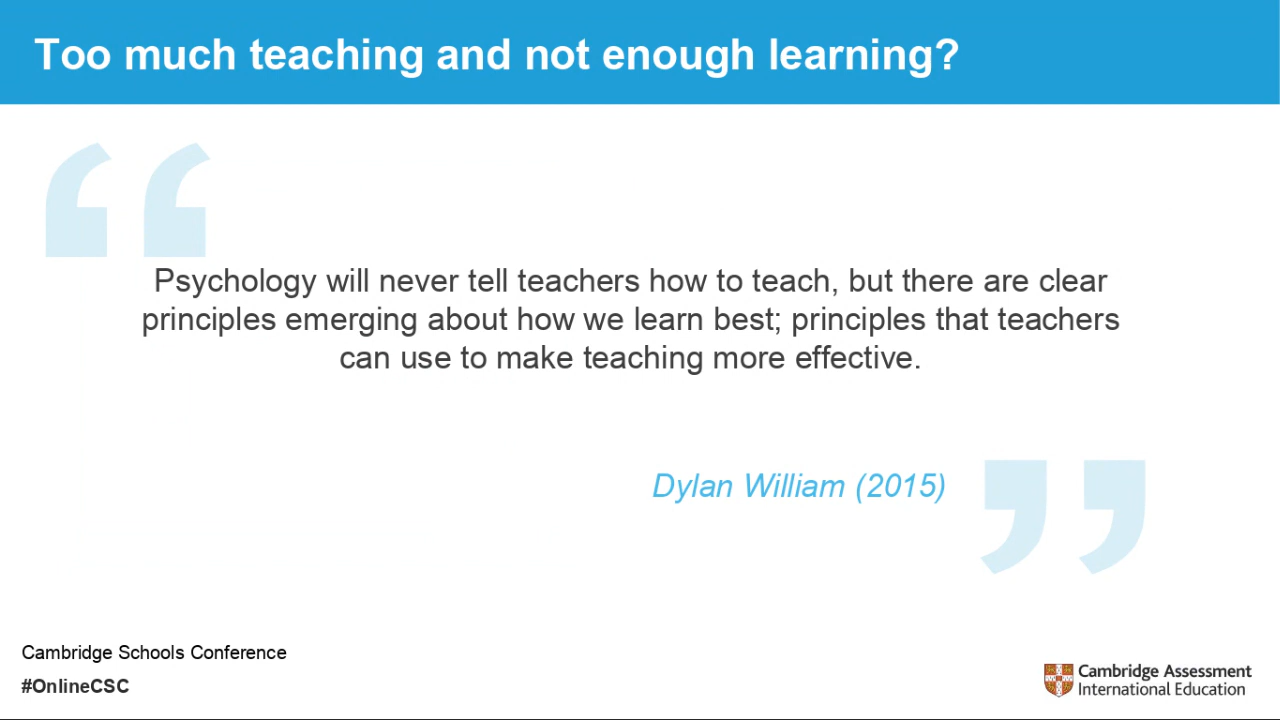 Too much teaching and not enough learning?
Psychology will never tell teachers how to teach, but there are clear
principles emerging about how we learn best; principles that teachers
can use to make teaching more effective.
Dylan William (2015)
Cambridge Schools Conference
#OnlineCSC
Cambridge Assessment
International Education